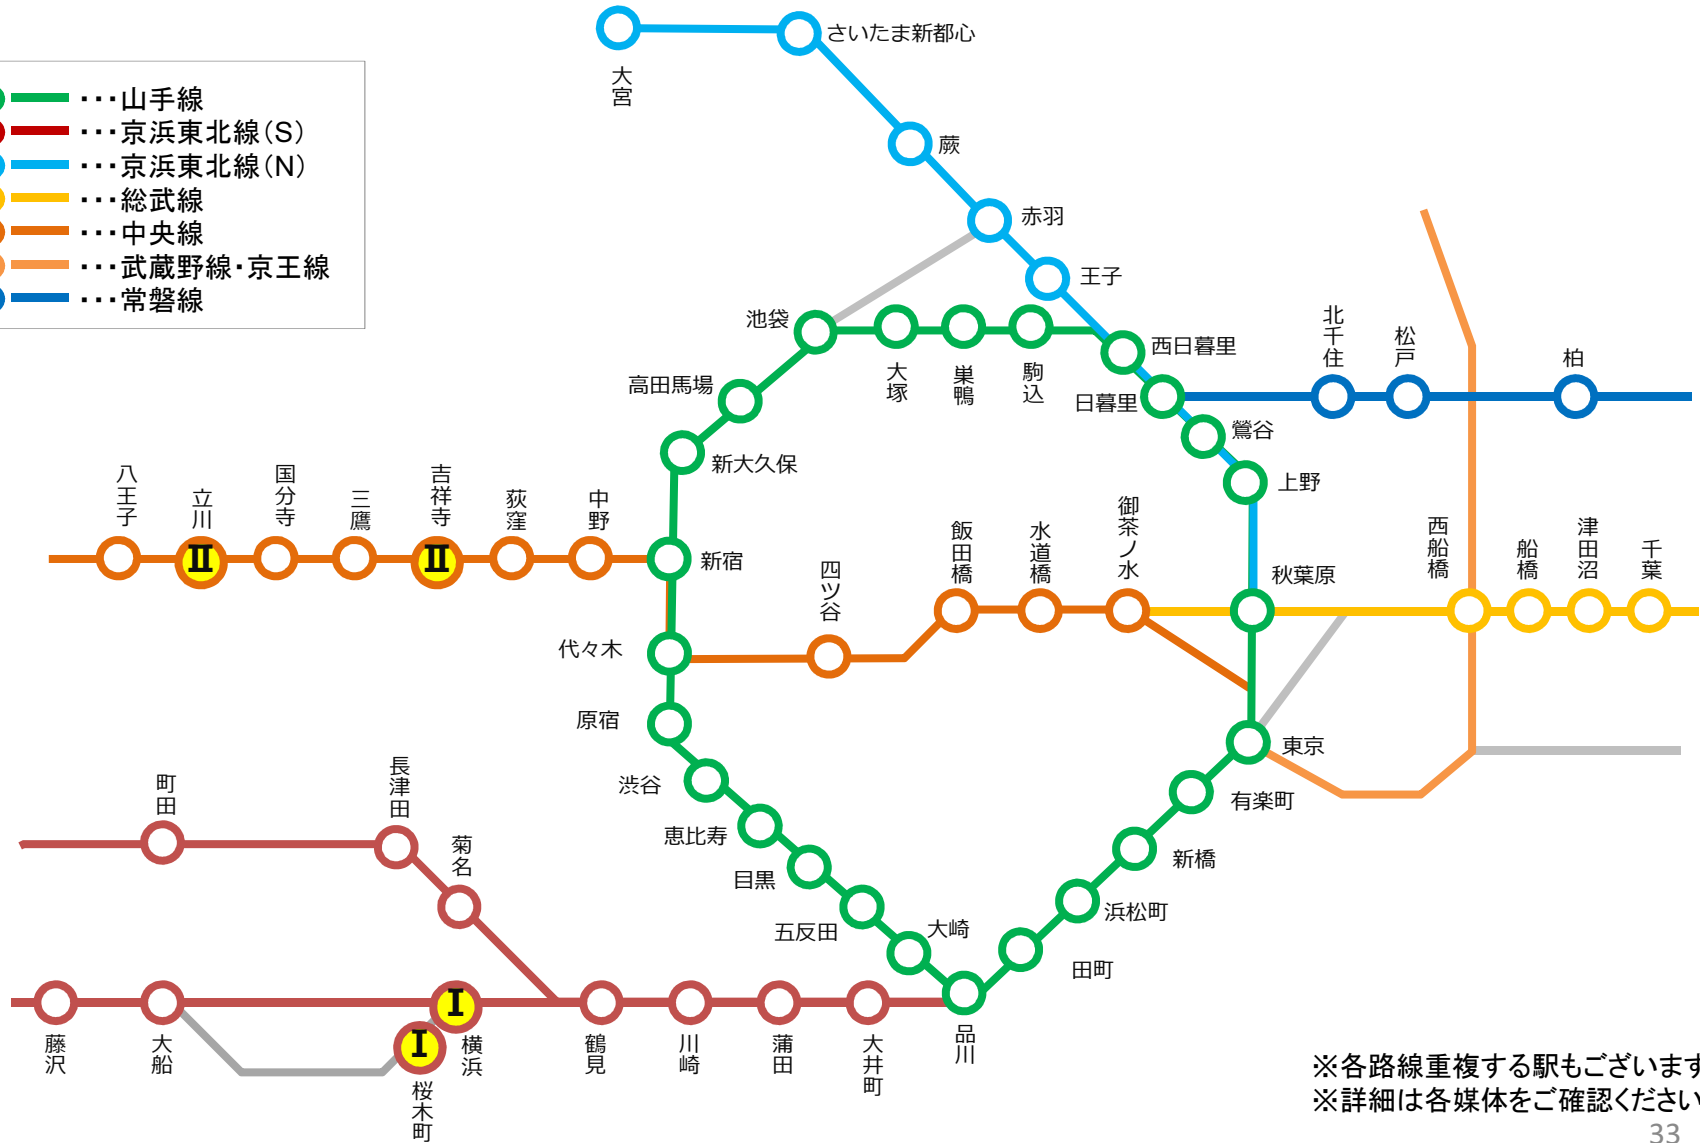 大宮
さいたま新都心
・・・山手線
・・・京浜東北線(S)
・・・京浜東北線(N)
・・・総武線
・・・中央線
・・・武蔵野線・京王線
・・・常磐線
蕨
赤羽
王子
池袋
大塚
巣鴨
駒込
西日暮里
日暮里
北千住
松戸
柏
高田馬場
鶯谷
新大久保
上野
八王子
立川
II
国分寺
三鷹
吉祥寺
II
荻窪
中野
新宿
四ツ谷
飯田橋
水道橋
御茶ノ水
秋葉原
西船橋
船橋
津田沼
千葉
代々木
原宿
東京
渋谷
有楽町
恵比寿
新橋
目黒
浜松町
五反田
大崎
田町
品川
町田
長津田
菊名
藤沢
大船
I
横浜
I
桜木町
鶴見
川崎
蒲田
大井町
※各路線重複する駅もございます
※詳細は各媒体をご確認ください
33